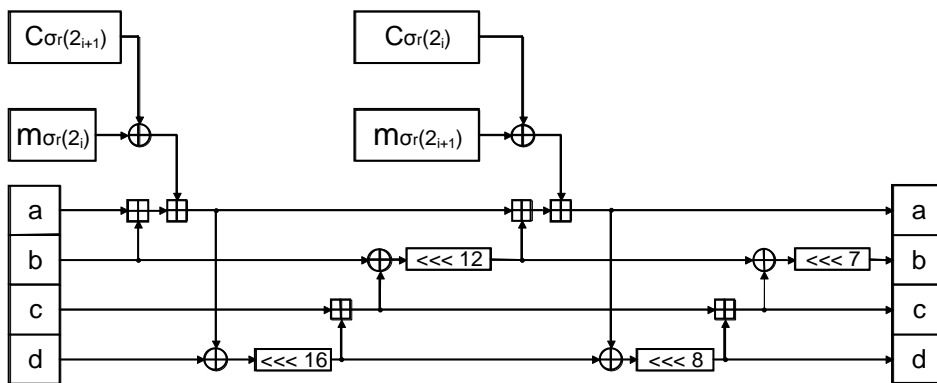 Cσr(2i+1) Cσr(2i)
mσr(2i) mσr(2i+1)
a a
b <<< 12 <<< 7 b
c c
d <<< 16 <<< 8 d